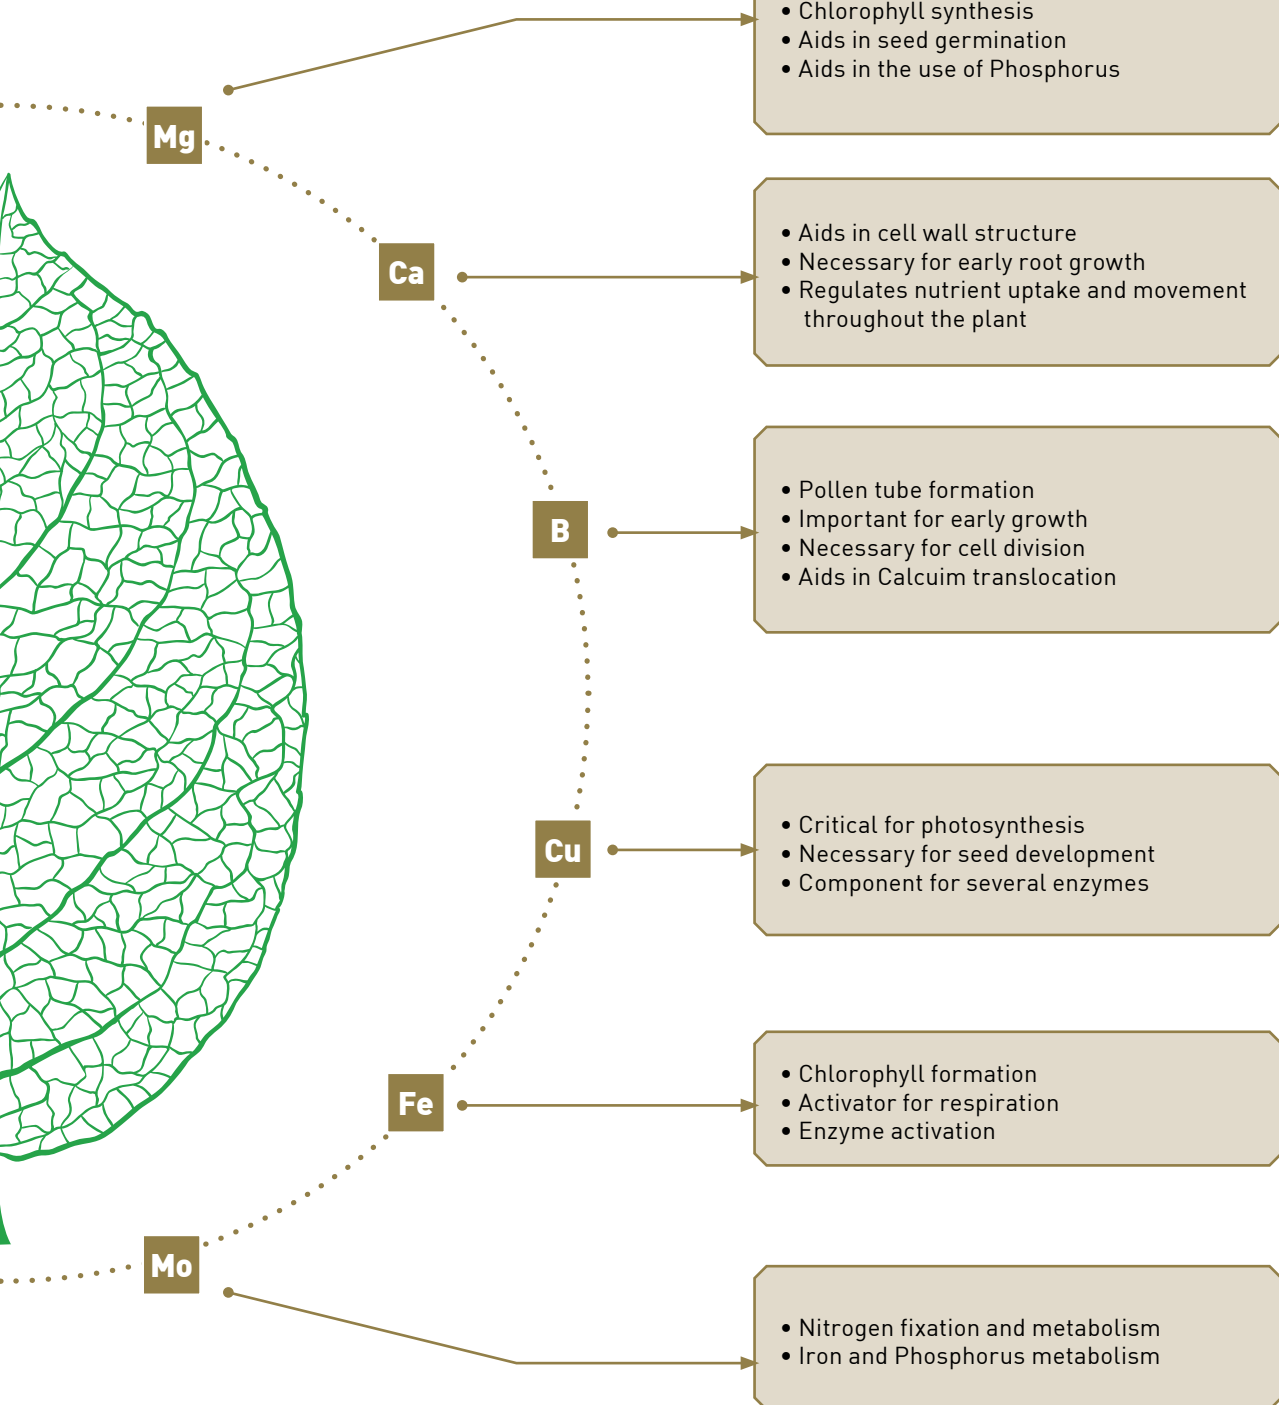 • Chlorophyll synthesis
• Aids in seed germination
• Aids in the use of Phosphorus
Mg
• Aids in cell wall structure
• Necessary for early root growth
• Regulates nutrient uptake and movement
throughout the plant
Ca
• Pollen tube formation
• Important for early growth
• Necessary for cell division
• Aids in Calcuim translocation
B
• Critical for photosynthesis
• Necessary for seed development
• Component for several enzymes
Cu
• Chlorophyll formation
• Activator for respiration
• Enzyme activation
Fe
Mo
• Nitrogen fixation and metabolism
• Iron and Phosphorus metabolism